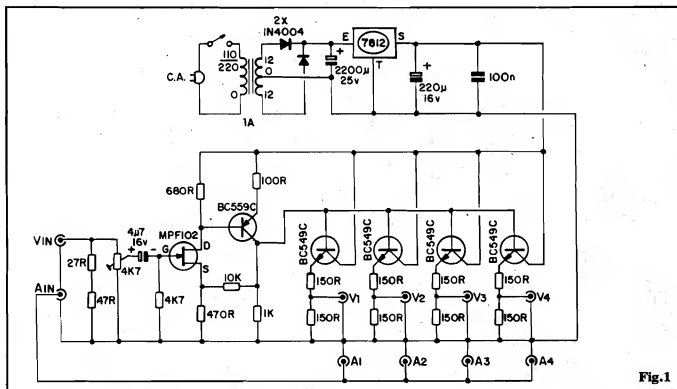 2X
1N4004
110
220
0
C.A.
12
0
12
1A
E
7812
S
T
+
2200µ
25v
+
220µ
16v
100n
680R
100R
BC559C
MPF102
4µ7
16v
+
-
G
D
S
VIN
27R
4K7
AIN
47R
4K7
10K
470R
1K
BC549C
BC549C
BC549C
BC549C
150R
150R
150R
150R
V1
V2
V3
V4
150R
150R
150R
150R
A1
A2
A3
A4
Fig.1